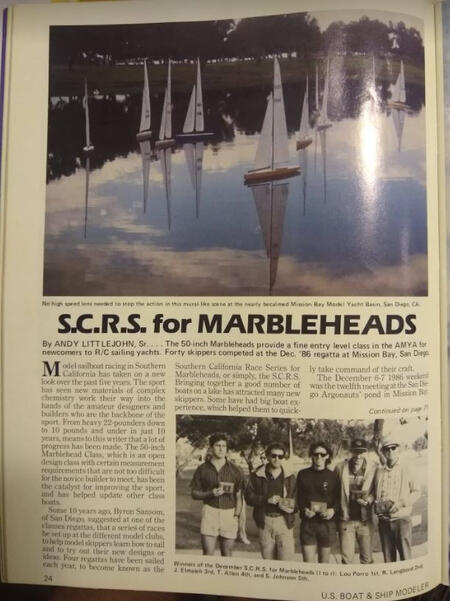 No high speed lens needed to stop the action in this mural-like scene at the nearly becalmed Mission Bay Model Yacht Basin, San Diego, CA.
S.C.R.S. for MARBLEHEADS
By ANDY LITTLEJOHN, Sr.... The 50-inch Marbleheads provide a fine entry level class in the AMYA for
newcomers to R/C sailing yachts. Forty skippers competed at the Dec. '86 regatta at Mission Bay, San Diego.
Model sailboat racing in Southern
California has taken on a new
look over the past five years. The sport
has seen new materials of complex
chemistry work their way into the
hands of the amateur designers and
builders who are the backbone of the
sport. From heavy 22-pounders down
to 10 pounds and under in just 10
years, means to this writer that a lot of
progress has been made. The 50-inch
Marblehead Class, which is an open
design class with certain measurement
requirements that are not too difficult
for the novice builder to meet, has been
the catalyst for improving the sport,
and has helped update other class
boats.
Some 10 years ago, Byron Sansom,
of San Diego, suggested at one of the
clauses regattas, that a series of races
be set up at the different model clubs,
to help model skippers learn how to sail
and to try out their new designs or
ideas. Four regattas have been sailed
each year, to become known as the
Southern California Race Series for
Marbleheads, or simply, the S.C.R.S.
Bringing together a good number of
boats on a lake has attracted many new
skippers. Some have had big boat ex-
perience, which helped them to quick-
ly take command of their craft.
The December 6-7 1986 weekend
was the twelfth meeting at the San Die-
go Argonauts' pond in Mission Bay.
Continued on page 71
Winners of the December S.C.R.S. for Marbleheads (l to r): Lou Parro 1st, R. Langbord 2nd,
J. Elmaleh 3rd, T. Allen 4th, and S. Johnson 5th.
24
U.S. BOAT & SHIP MODELER